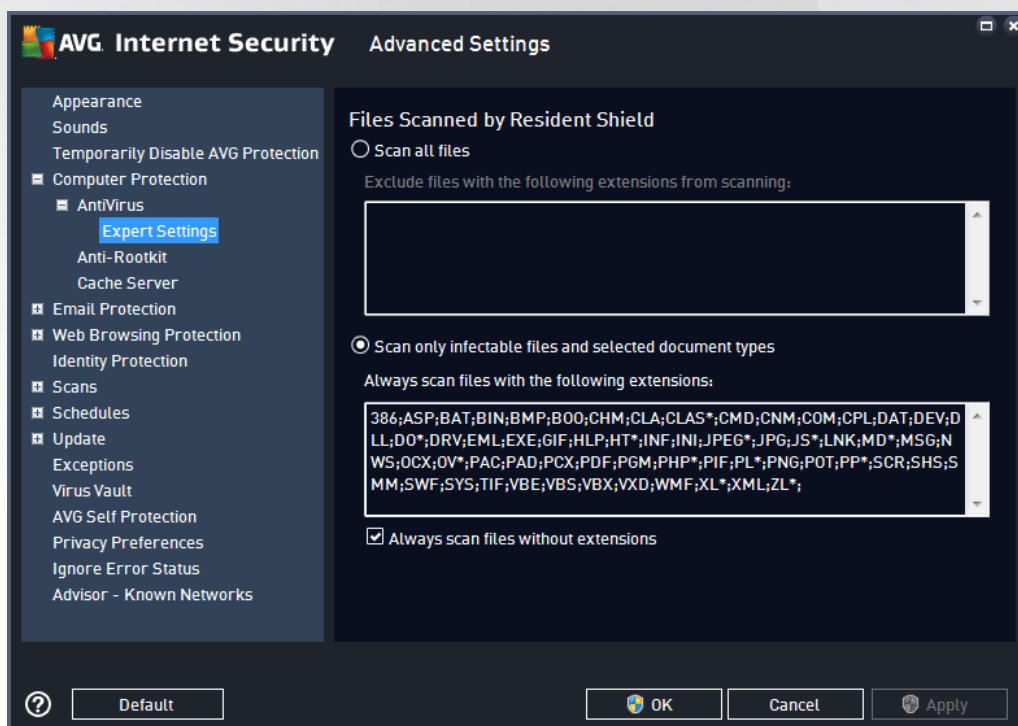 AVG. Internet Security Advanced Settings
Appearance
Sounds
Temporarily Disable AVG Protection
Computer Protection
AntiVirus
Expert Settings
Anti-Rootkit
Cache Server
Email Protection
Web Browsing Protection
Identity Protection
Scans
Schedules
Update
Exceptions
Virus Vault
AVG Self Protection
Privacy Preferences
Ignore Error Status
Advisor - Known Networks
Files Scanned by Resident Shield
Scan all files
Exclude files with the following extensions from scanning:
Scan only infectable files and selected document types
Always scan files with the following extensions:
386;ASP;BAT;BIN;BMP;BOO;CHM;CLA;CLAS*;CMD;CNM;COM;CPL;DAT;DEV;D
LL;DO*;DRV;EML;EXE;GIF;HLP;HT*;INF;INI;JPEG*;JPG;JS*;LNK;MD*;MSG;N
WS;OCX;OV*;PAC;PAD;PCX;PDF;PGM;PHP*;PIF;PL*;PNG;POT;PP*;SCR;SHS;S
MM;SWF;SYS;TIF;VBE;VBS;VBX;VXD;WMF;XL*;XML;ZL*;
Always scan files without extensions
? Default OK Cancel Apply